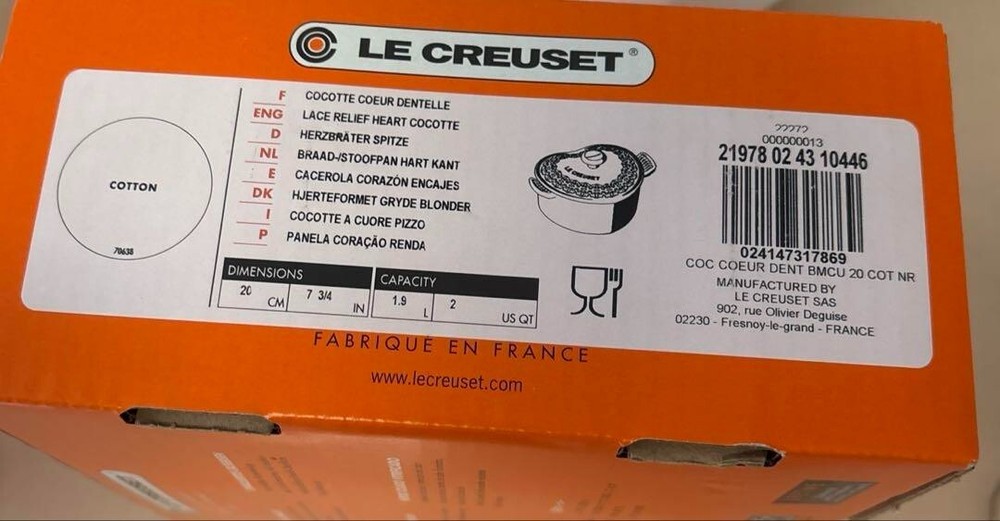 LE CREUSET®
COTTON
70638
F COCOTTE COEUR DENTELLE
ENG LACE RELIEF HEART COCOTTE
D HERZBRÄTER SPITZE
NL BRAAD-/STOOFPAN HART KANT
E CACEROLA CORAZÓN ENCAJES
DK HJERTEFORMET GRYDE BLONDER
I COCOTTE A CUORE PIZZO
P PANELA CORAÇÃO RENDA
DIMENSIONS
20 CM 7 3/4 IN
CAPACITY
1.9 L 2 US QT
LE CREUSET
22272
000000013
21978 02 43 10446
024147317869
COC COEUR DENT BMCU 20 COT NR
MANUFACTURED BY
LE CREUSET SAS
902, rue Olivier Deguise
02230 - Fresnoy-le-grand - FRANCE
FABRIQUÉ EN FRANCE
www.lecreuset.com